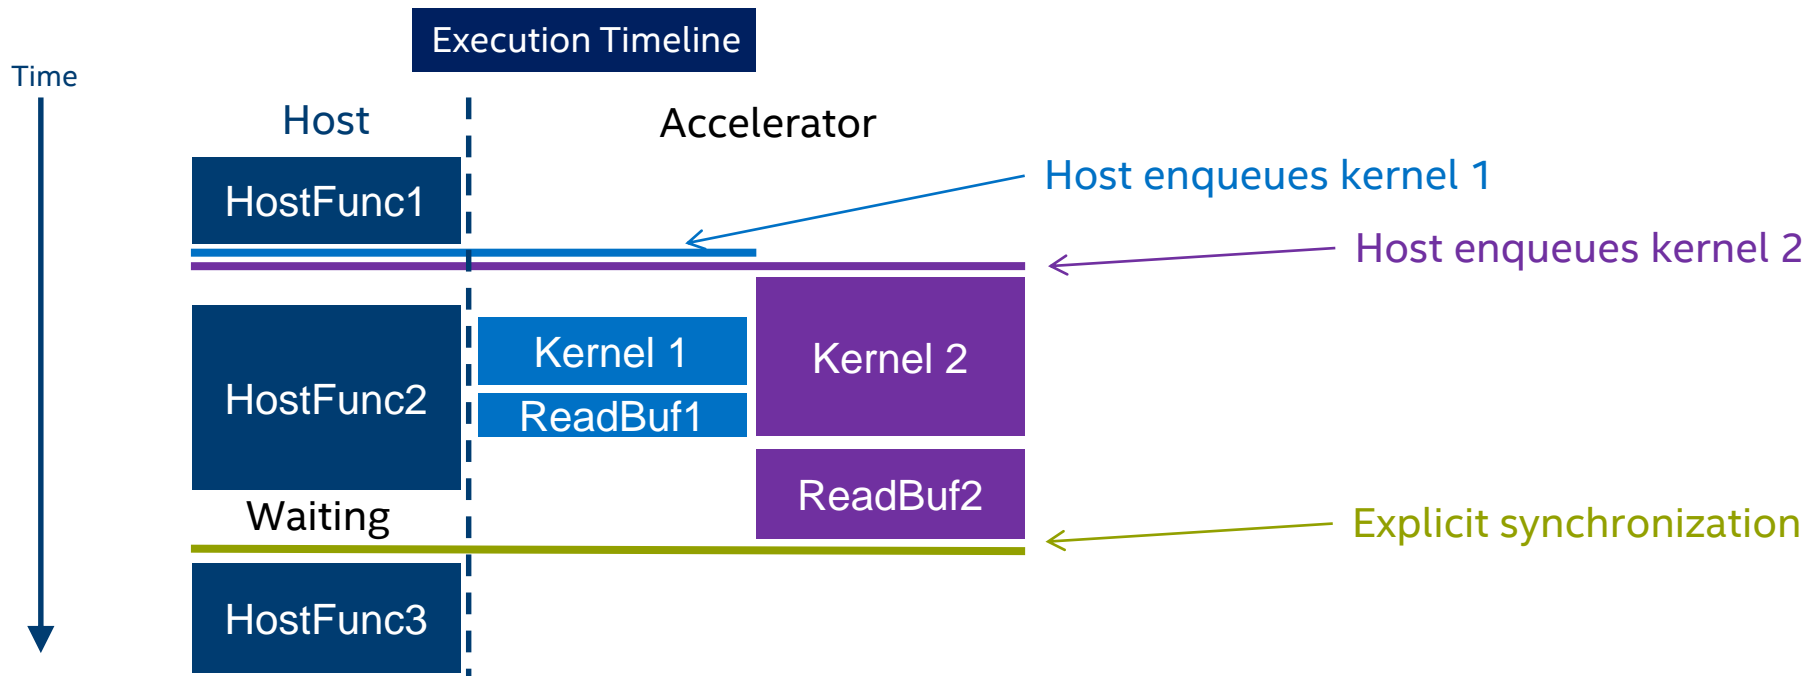 Execution Timeline
Time
Host
Accelerator
HostFunc1
Host enqueues kernel 1
Host enqueues kernel 2
HostFunc2
Kernel 1
Kernel 2
ReadBuf1
ReadBuf2
Waiting
Explicit synchronization
HostFunc3